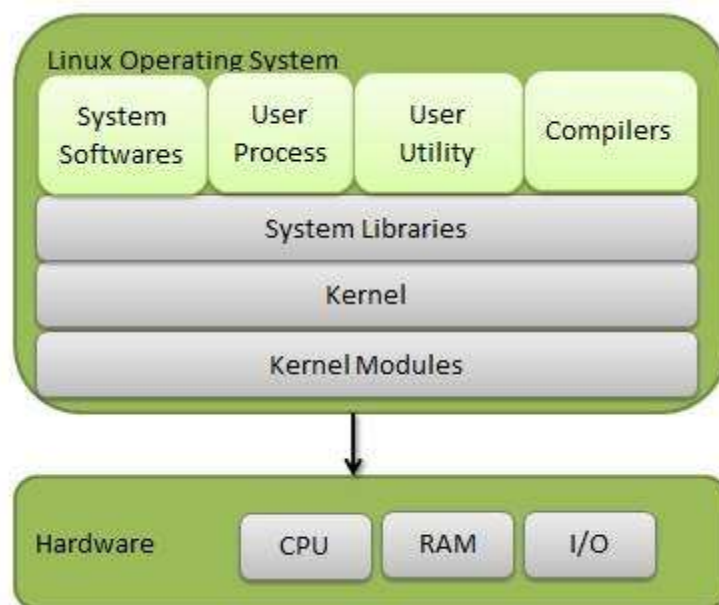 Linux Operating System
System
Softwares
User
Process
User
Utility
Compilers
System Libraries
Kernel
Kernel Modules
Hardware
CPU
RAM
I/O